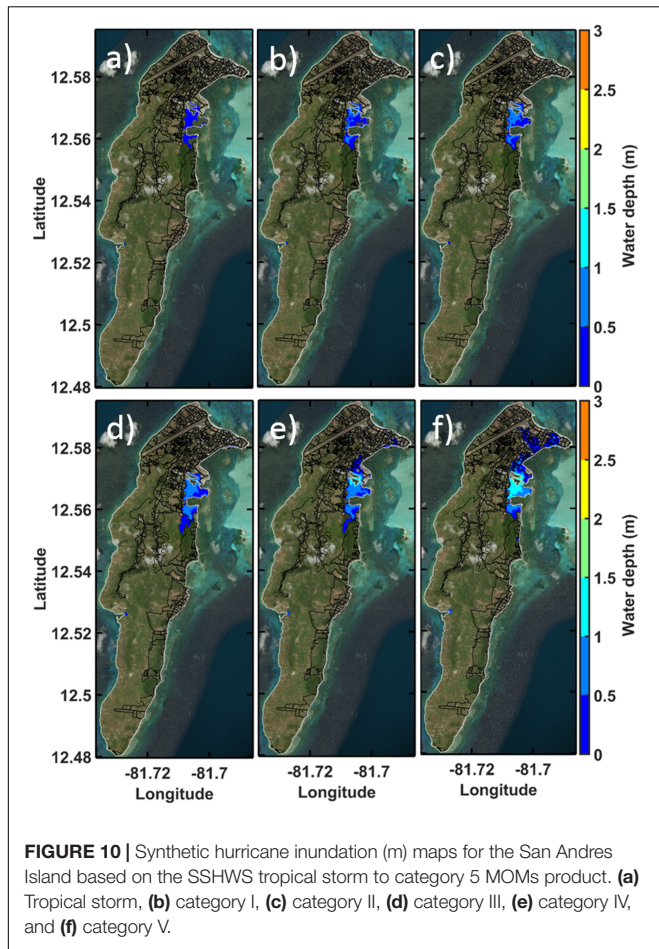 a)
b)
c)
3
2.5
2
1.5
1
0.5
0
Water depth (m)
12.58
12.56
12.54
12.52
12.5
12.48
Latitude
d)
e)
f)
3
2.5
2
1.5
1
0.5
0
Water depth (m)
12.58
12.56
12.54
12.52
12.5
12.48
Latitude
-81.72 -81.7
-81.72 -81.7
-81.72 -81.7
Longitude
Longitude
Longitude
FIGURE 10 | Synthetic hurricane inundation (m) maps for the San Andres
Island based on the SSHWS tropical storm to category 5 MOMs product. (a)
Tropical storm, (b) category I, (c) category II, (d) category III, (e) category IV,
and (f) category V.